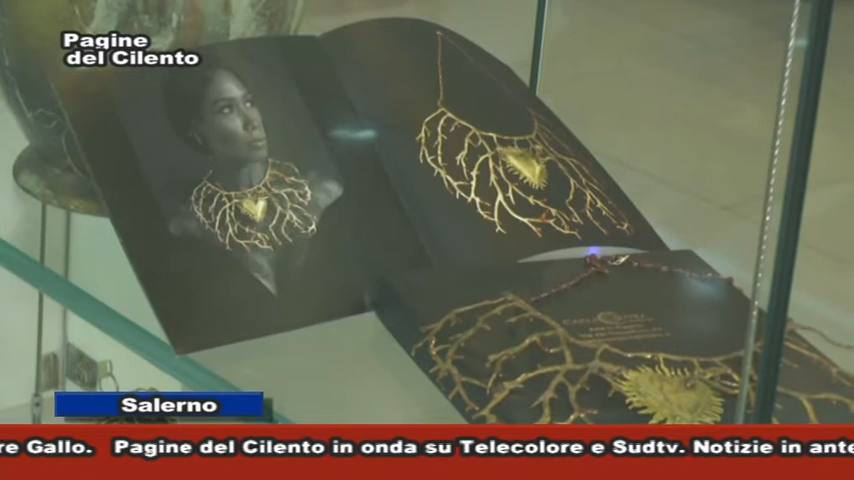 Pagine
del Cilento
Salerno
re Gallo. Pagine del Cilento in onda su Telecolore e Sudtv. Notizie in ante